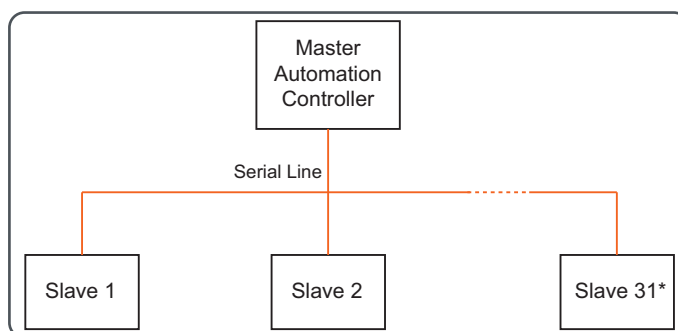 Master
Automation
Controller
Serial Line
Slave 1
Slave 2
Slave 31*